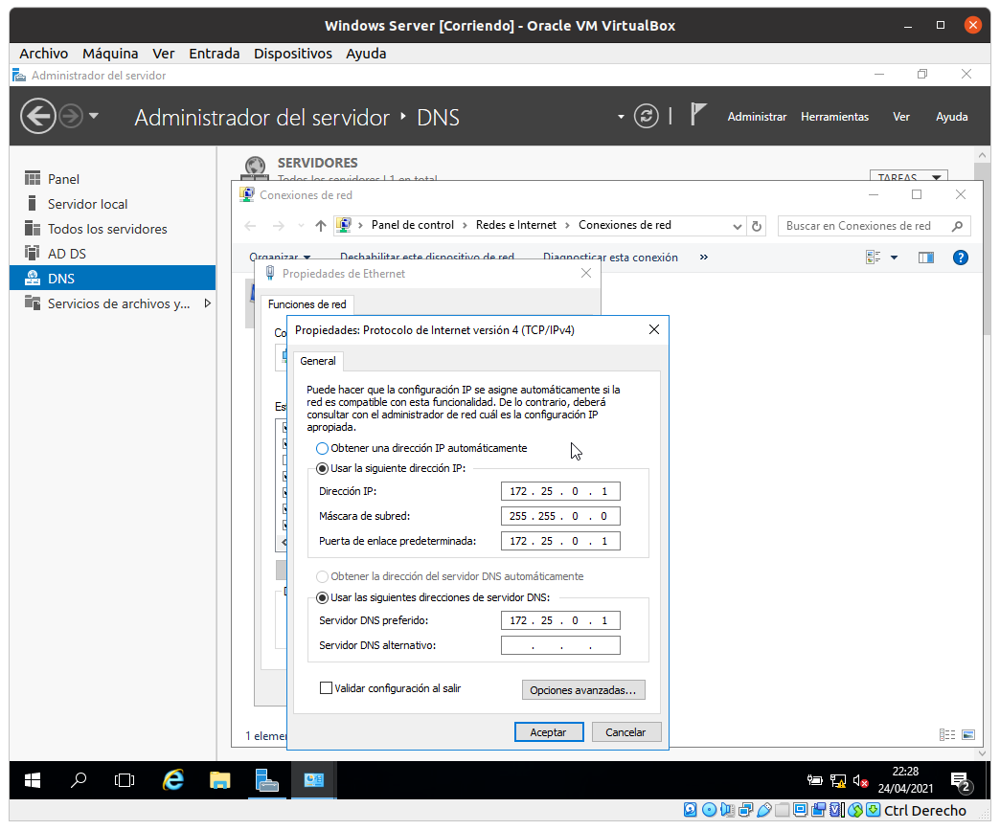 Windows Server [Corriendo] - Oracle VM VirtualBox
Archivo Máquina Ver Entrada Dispositivos Ayuda
Administrador del servidor
Administrador del servidor DNS
Administrar Herramientas Ver Ayuda
Panel
Servidor local
Todos los servidores
AD DS
DNS
Servicios de archivos y...
SERVIDORES
Todos los servidores | 1 en total
TAREAS
Conexiones de red
Panel de control Redes e Internet Conexiones de red
Buscar en Conexiones de red
Organizar Deshabilitar este dispositivo de red Diagnosticar esta conexión »
Propiedades de Ethernet
Funciones de red
Co
Es
Propiedades: Protocolo de Internet versión 4 (TCP/IPv4)
General
Puede hacer que la configuración IP se asigne automáticamente si la
red es compatible con esta funcionalidad. De lo contrario, deberá
consultar con el administrador de red cuál es la configuración IP
apropiada.
Obtener una dirección IP automáticamente
Usar la siguiente dirección IP:
Dirección IP: 172 . 25 . 0 . 1
Máscara de subred: 255 . 255 . 0 . 0
Puerta de enlace predeterminada: 172 . 25 . 0 . 1
Obtener la dirección del servidor DNS automáticamente
Usar las siguientes direcciones de servidor DNS:
Servidor DNS preferido: 172 . 25 . 0 . 1
Servidor DNS alternativo: . . .
Validar configuración al salir
Opciones avanzadas...
Aceptar Cancelar
1 eleme
22:28
24/04/2021
2
Ctrl Derecho